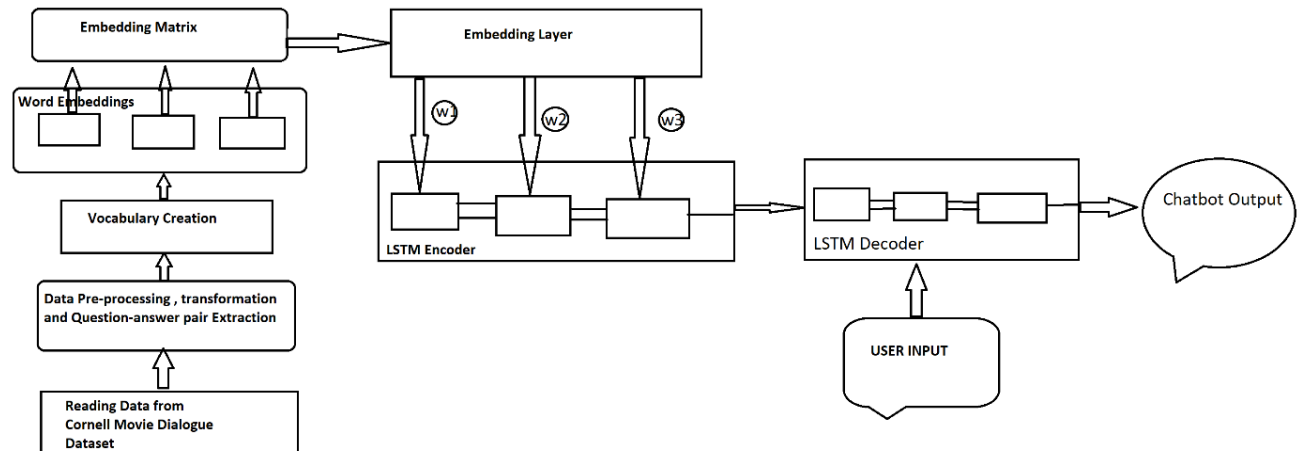 Embedding Matrix
Embedding Layer
Word Embeddings
w1
w2
w3
Vocabulary Creation
LSTM Encoder
LSTM Decoder
Chatbot Output
Data Pre-processing , transformation
and Question-answer pair Extraction
USER INPUT
Reading Data from
Cornell Movie Dialogue
Dataset